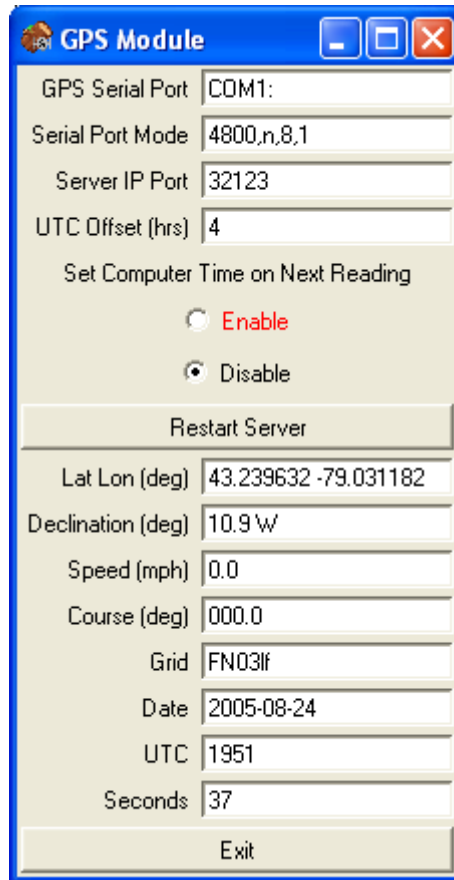 GPS Module
GPS Serial Port COM1:
Serial Port Mode 4800,n,8,1
Server IP Port 32123
UTC Offset (hrs) 4
Set Computer Time on Next Reading
Enable
Disable
Restart Server
Lat Lon (deg) 43.239632 -79.031182
Declination (deg) 10.9 W
Speed (mph) 0.0
Course (deg) 000.0
Grid FN03lf
Date 2005-08-24
UTC 1951
Seconds 37
Exit